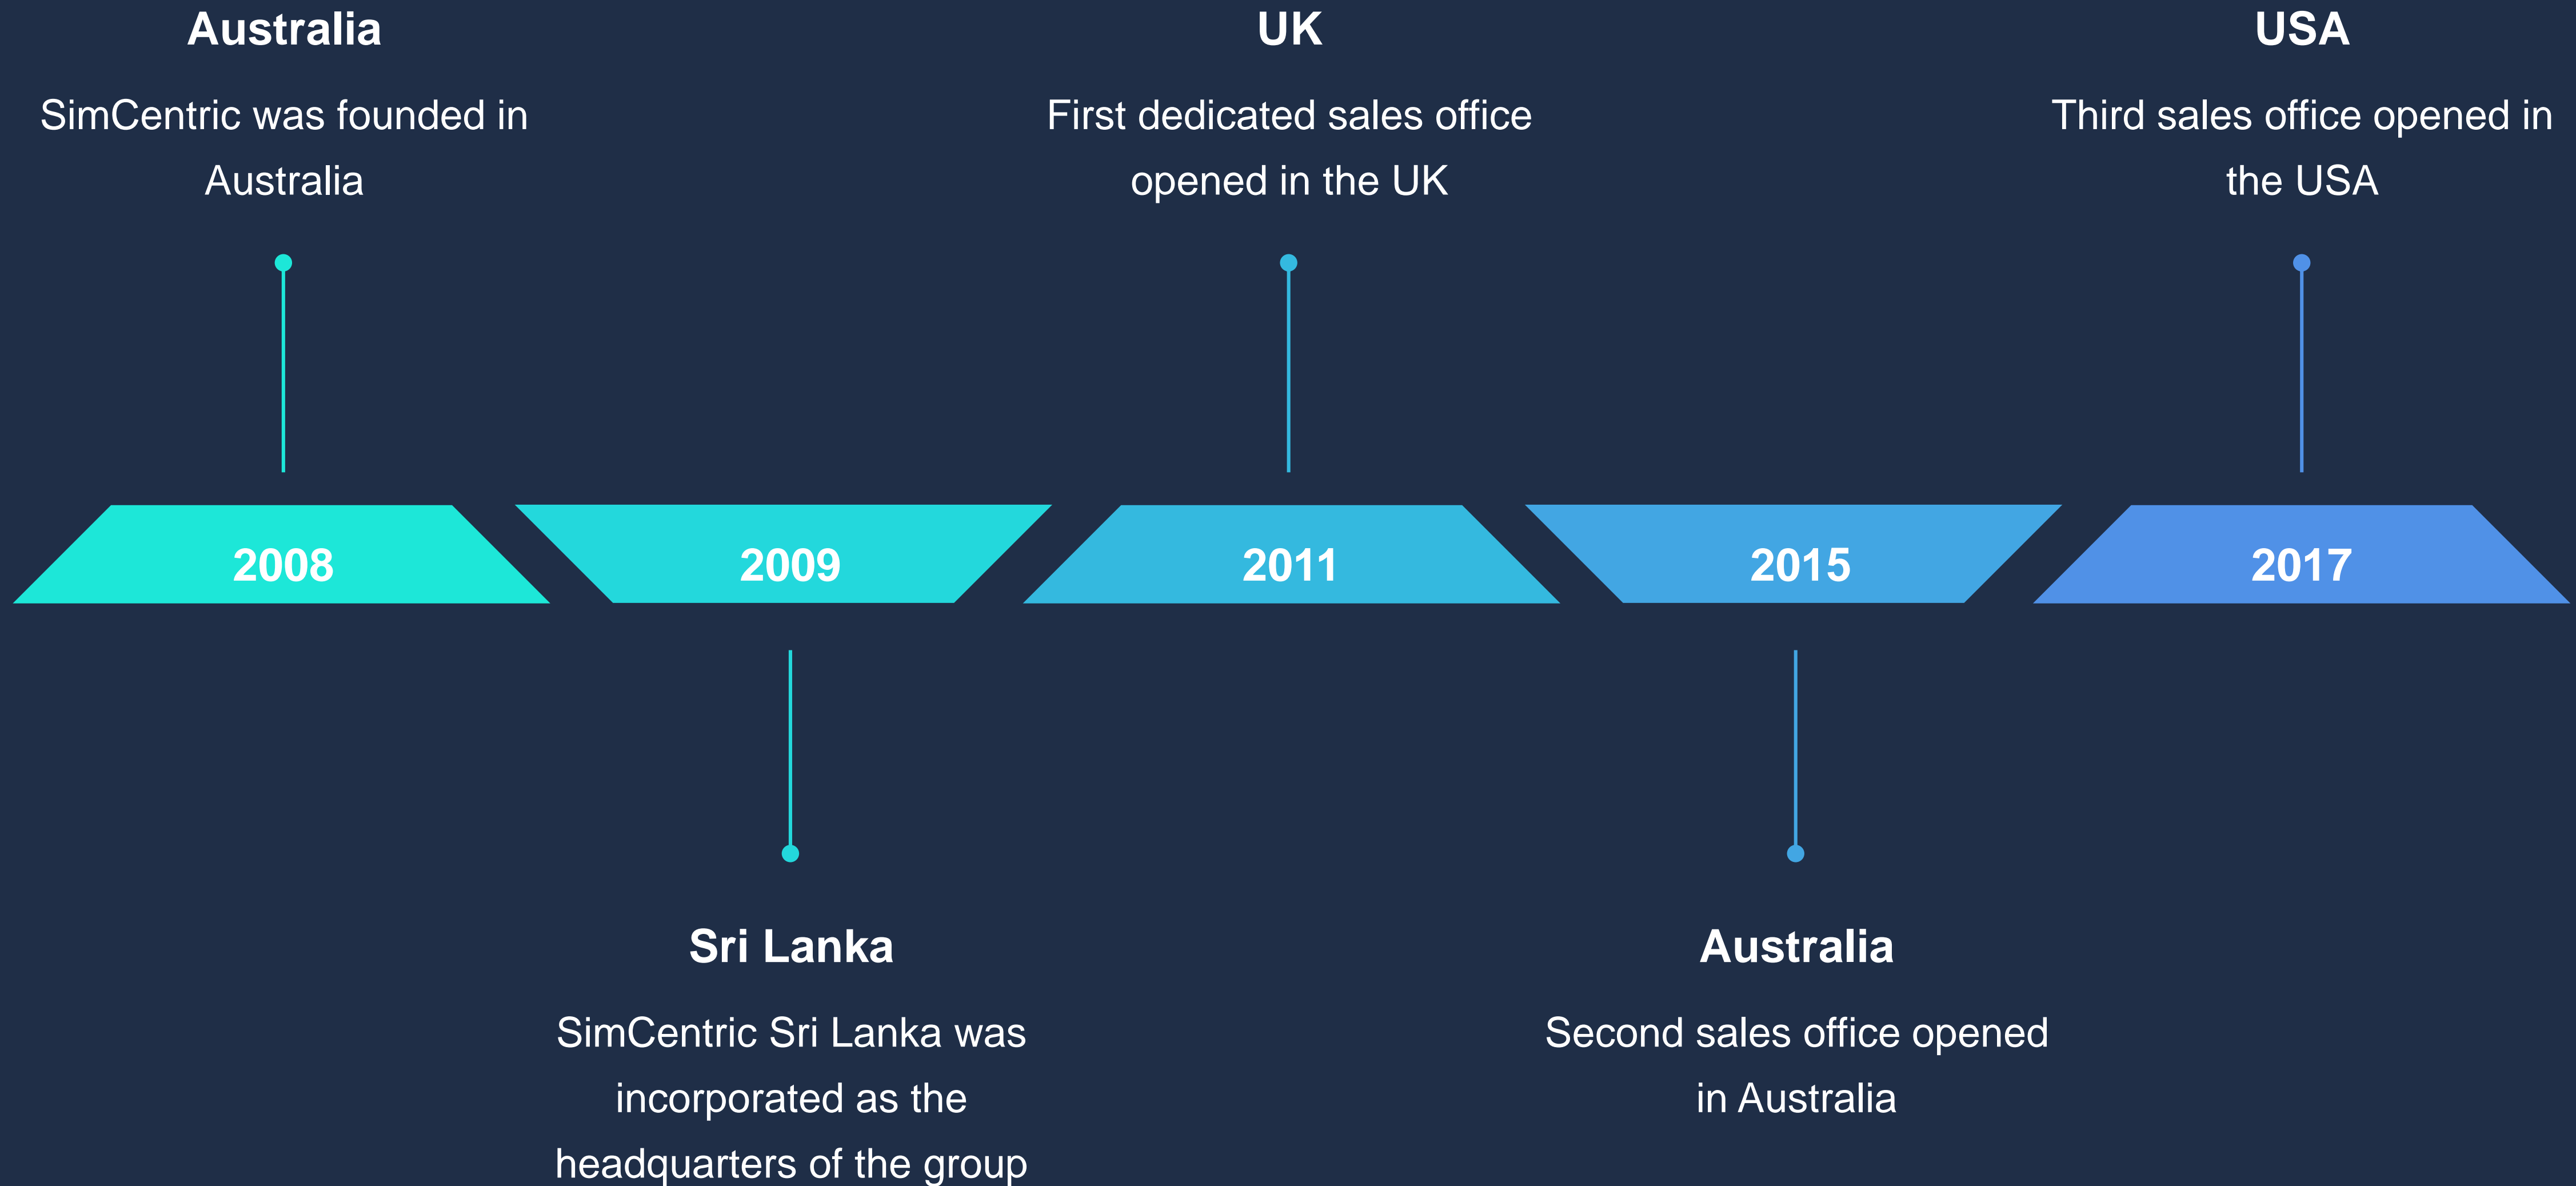 Australia
SimCentric was founded in
Australia
UK
First dedicated sales office
opened in the UK
USA
Third sales office opened in
the USA
2008
2009
2011
2015
2017
Sri Lanka
SimCentric Sri Lanka was
incorporated as the
headquarters of the group
Australia
Second sales office opened
in Australia